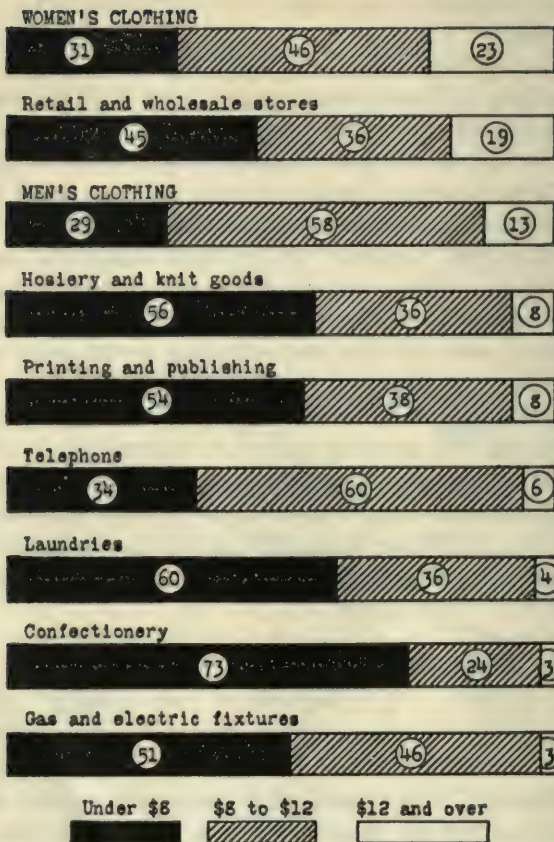 WOMEN'S CLOTHING
31 46 23
Retail and wholesale stores
45 36 19
MEN'S CLOTHING
29 58 13
Hosiery and knit goods
56 36 8
Printing and publishing
54 38 8
Telephone
34 60 6
Laundries
60 36 4
Confectionery
73 24 3
Gas and electric fixtures
51 46 3
Under $8 $8 to $12 $12 and over